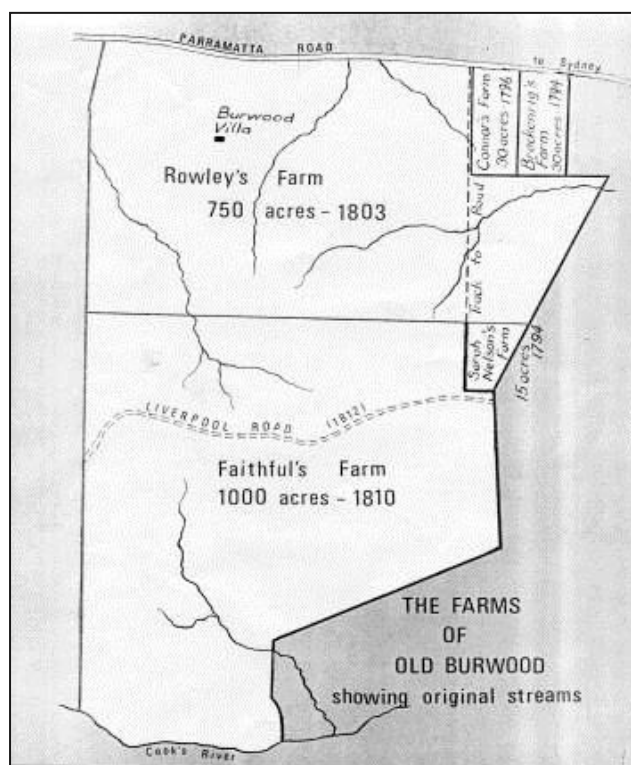 PARRAMATTA ROAD
to Sydney
Connor's Farm
30 acres 1796
Brackenrig's
Farm
30 acres 1794
Burwood
Villa
Rowley's Farm
750 acres - 1803
Track to Road
Sarah
Nelson's
Farm
15 acres
1794
LIVERPOOL ROAD (1812)
Faithful's Farm
1000 acres - 1810
THE FARMS
OF
OLD BURWOOD
showing original streams
Cook's River